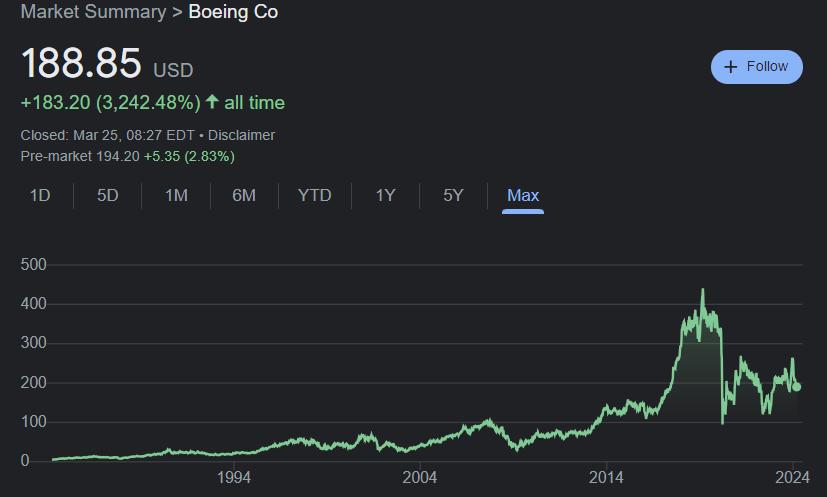 Market Summary > Boeing Co
188.85 USD
+ Follow
+183.20 (3,242.48%) ↑ all time
Closed: Mar 25, 08:27 EDT • Disclaimer
Pre-market 194.20 +5.35 (2.83%)
1D 5D 1M 6M YTD 1Y 5Y Max
500
400
300
200
100
0
1994 2004 2014 2024